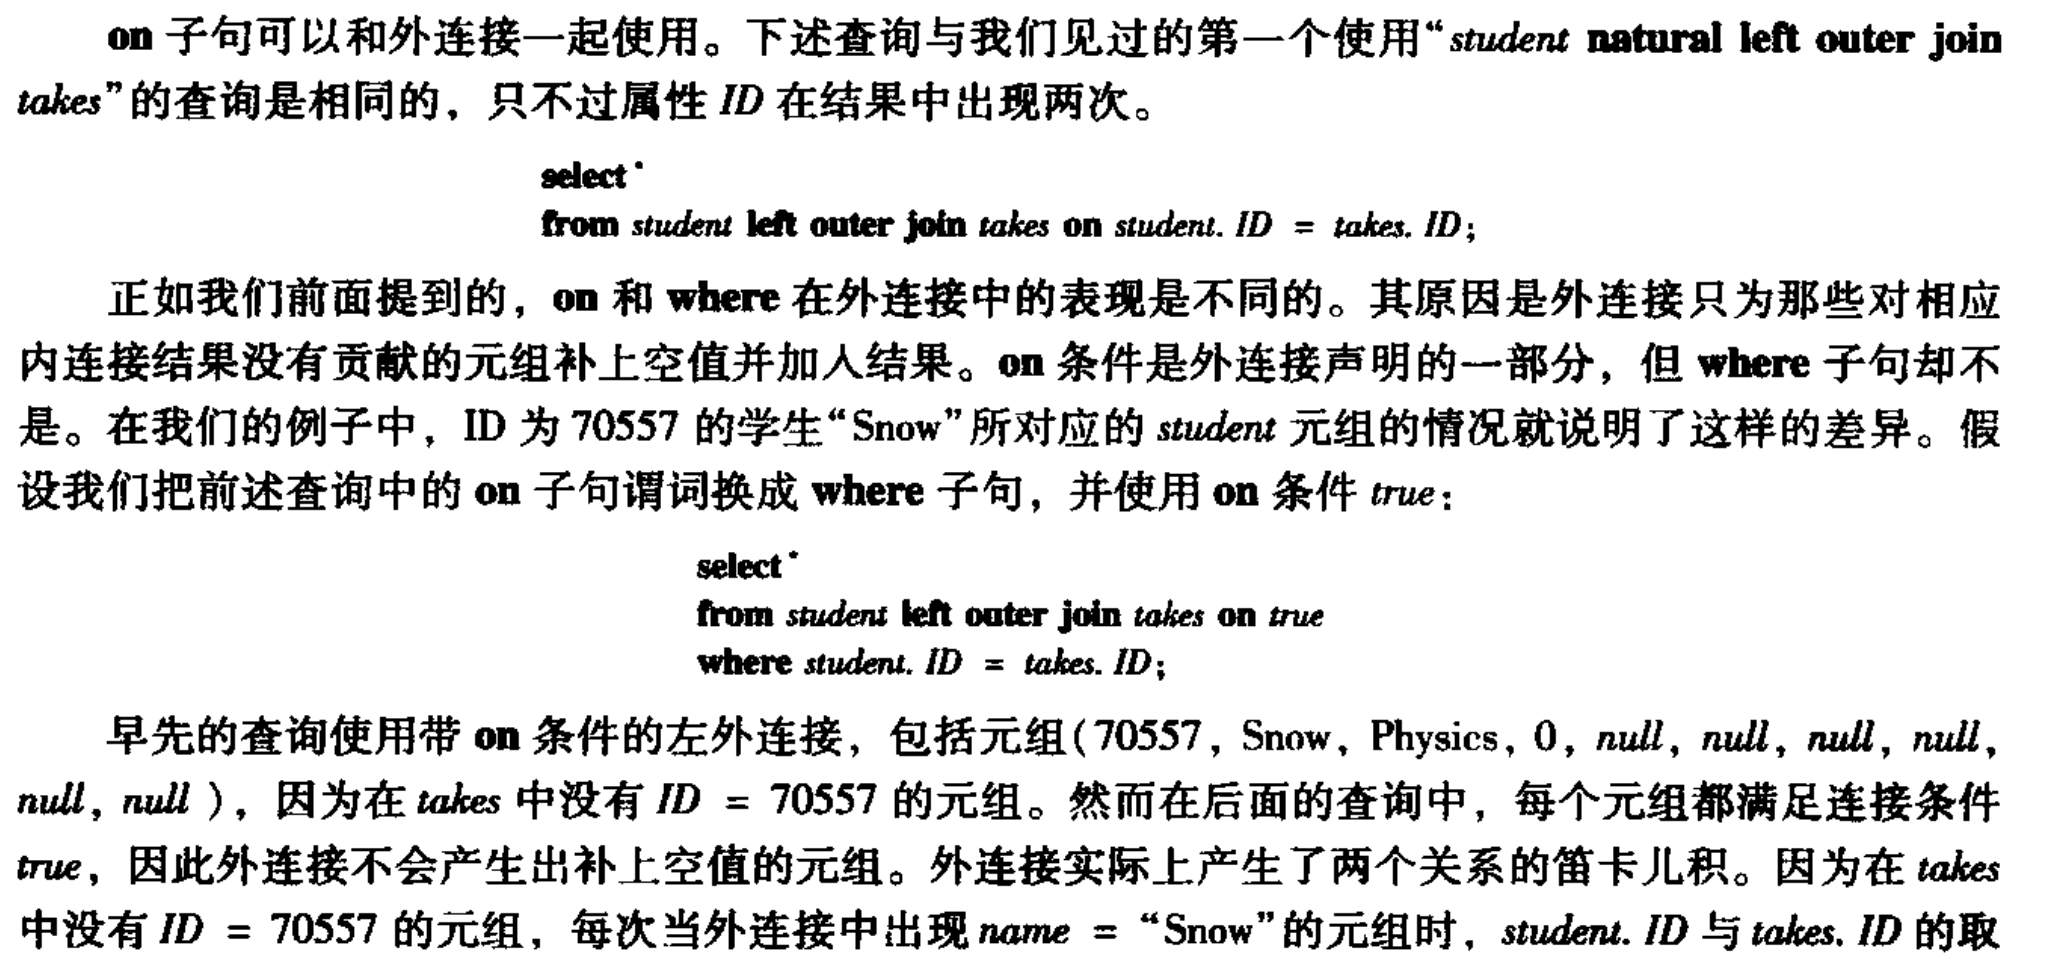 on 子句可以和外连接一起使用。下述查询与我们见过的第一个使用“student natural left outer join
takes”的查询是相同的，只不过属性 ID 在结果中出现两次。
select *
from student left outer join takes on student. ID = takes. ID;
正如我们前面提到的，on 和 where 在外连接中的表现是不同的。其原因是外连接只为那些对相应
内连接结果没有贡献的元组补上空值并加入结果。on 条件是外连接声明的一部分，但 where 子句却不
是。在我们的例子中，ID 为 70557 的学生“Snow”所对应的 student 元组的情况就说明了这样的差异。假
设我们把前述查询中的 on 子句谓词换成 where 子句，并使用 on 条件 true：
select *
from student left outer join takes on true
where student. ID = takes. ID;
早先的查询使用带 on 条件的左外连接，包括元组(70557, Snow, Physics, 0, null, null, null, null,
null, null )，因为在 takes 中没有 ID = 70557 的元组。然而在后面的查询中，每个元组都满足连接条件
true，因此外连接不会产生出补上空值的元组。外连接实际上产生了两个关系的笛卡儿积。因为在 takes
中没有 ID = 70557 的元组，每次当外连接中出现 name = “Snow”的元组时，student. ID 与 takes. ID 的取